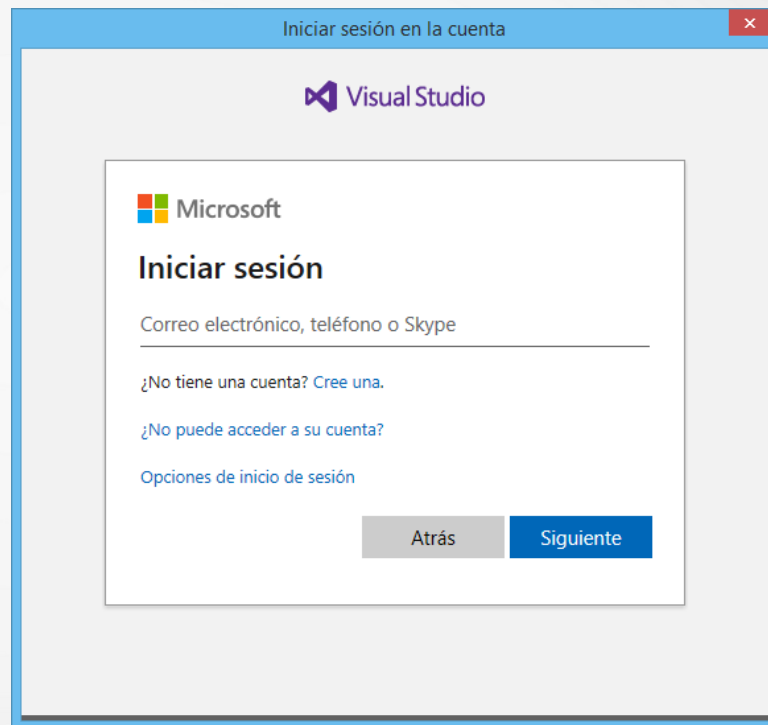 Iniciar sesión en la cuenta
Visual Studio
Microsoft
Iniciar sesión
Correo electrónico, teléfono o Skype
¿No tiene una cuenta? Cree una.
¿No puede acceder a su cuenta?
Opciones de inicio de sesión
Atrás Siguiente